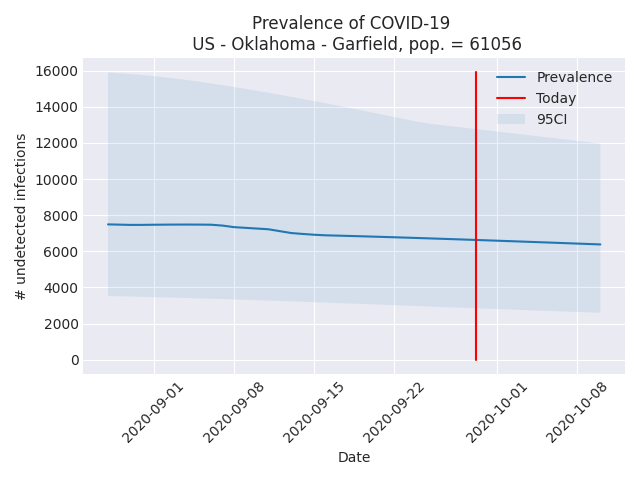 Prevalence of COVID-19
US - Oklahoma - Garfield, pop. = 61056
Prevalence
Today
95CI
16000
14000
12000
10000
8000
6000
4000
2000
0
# undetected infections
2020-09-01
2020-09-08
2020-09-15
2020-09-22
2020-10-01
2020-10-08
Date